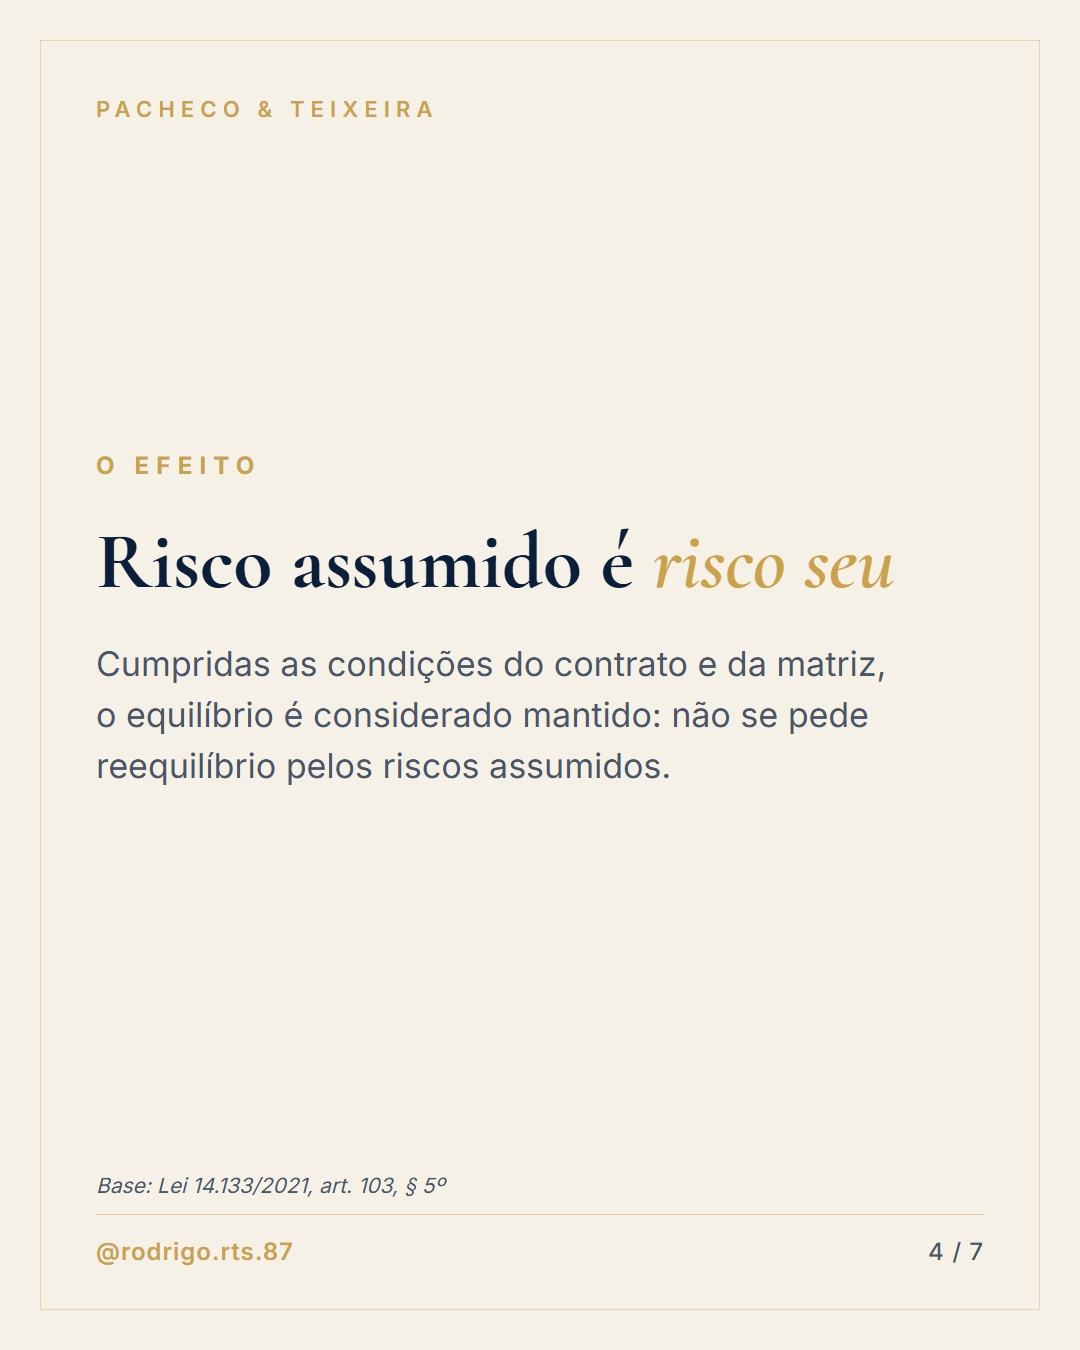 PACHECO & TEIXEIRA
O EFEITO
Risco assumido é risco seu
Cumpridas as condições do contrato e da matriz,
o equilíbrio é considerado mantido: não se pede
reequilíbrio pelos riscos assumidos.
Base: Lei 14.133/2021, art. 103, § 5º
@rodrigo.rts.87
4 / 7